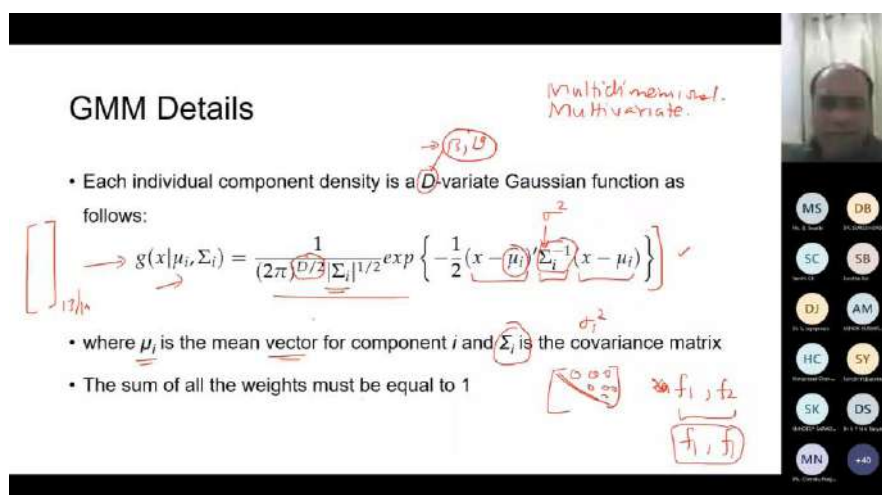 GMM Details
Multidimensional.
Multivariate.
• Each individual component density is a D-variate Gaussian function as
follows:
g(x|μᵢ, Σᵢ) = 1 / ((2π)^{D/2}|Σᵢ|^{1/2}) exp { −1/2 (x − μᵢ)′ Σᵢ⁻¹ (x − μᵢ) }
σ²
13/19
σᵢ²
• where μᵢ is the mean vector for component i and Σᵢ is the covariance matrix
• The sum of all the weights must be equal to 1
f₁, f₂
f₁, f₁
MS DB
SC SB
DJ AM
HC SY
SK DS
MN +40